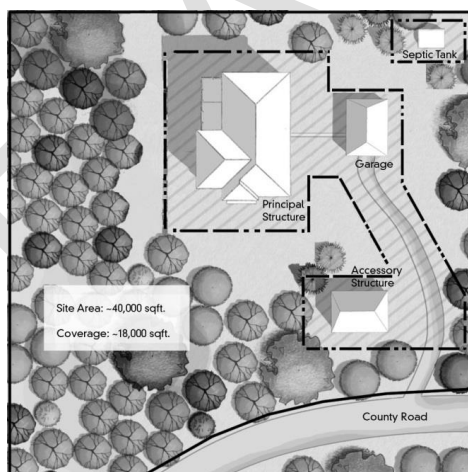 Septic Tank
Garage
Principal
Structure
Accessory
Structure
Site Area: ~40,000 sqft.
Coverage: ~18,000 sqft.
County Road